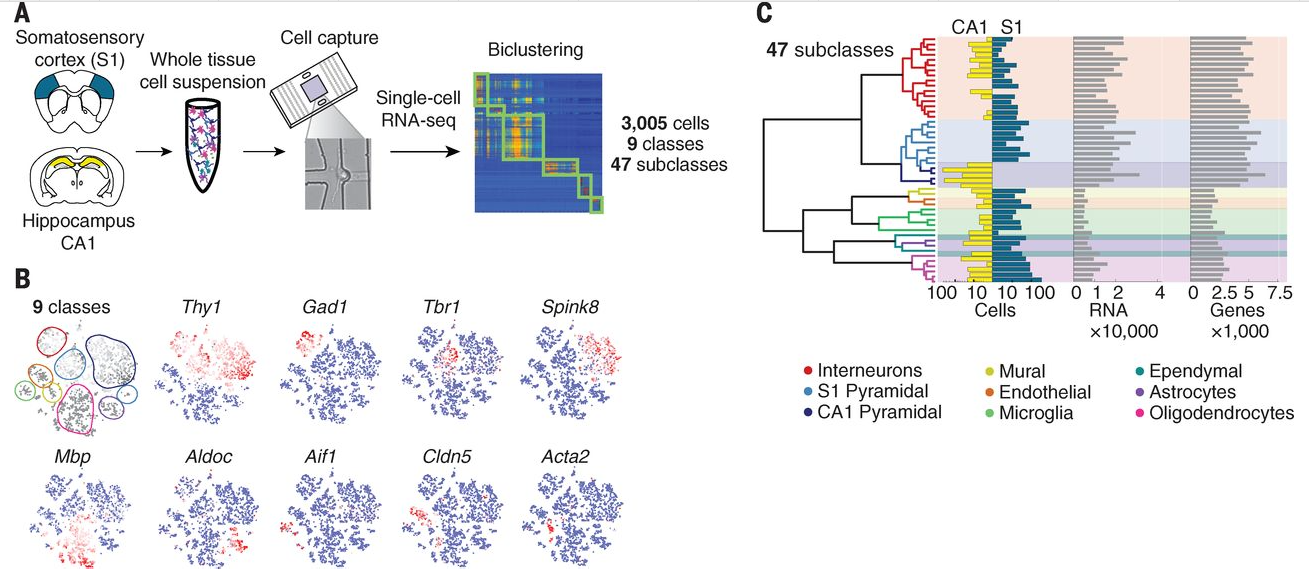 A
Somatosensory
cortex (S1)
Hippocampus
CA1
Whole tissue
cell suspension
Cell capture
Single-cell
RNA-seq
Biclustering
3,005 cells
9 classes
47 subclasses
B
9 classes
Thy1
Gad1
Tbr1
Spink8
Mbp
Aldoc
Aif1
Cldn5
Acta2
C
47 subclasses
CA1 S1
100 10 10 100
Cells
0 1 2 4
RNA
×10,000
0 2.5 5 7.5
Genes
×1,000
Interneurons
S1 Pyramidal
CA1 Pyramidal
Mural
Endothelial
Microglia
Ependymal
Astrocytes
Oligodendrocytes